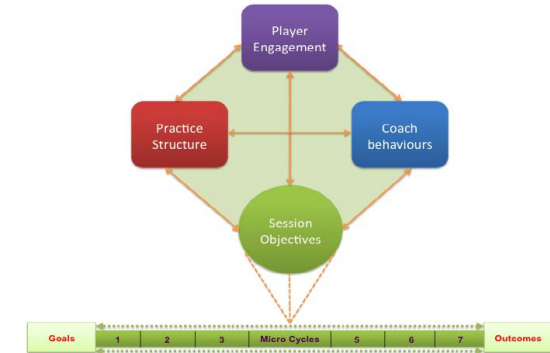 Player
Engagement
Practice
Structure
Coach
behaviours
Session
Objectives
Goals 1 2 3 Micro Cycles 5 6 7 Outcomes